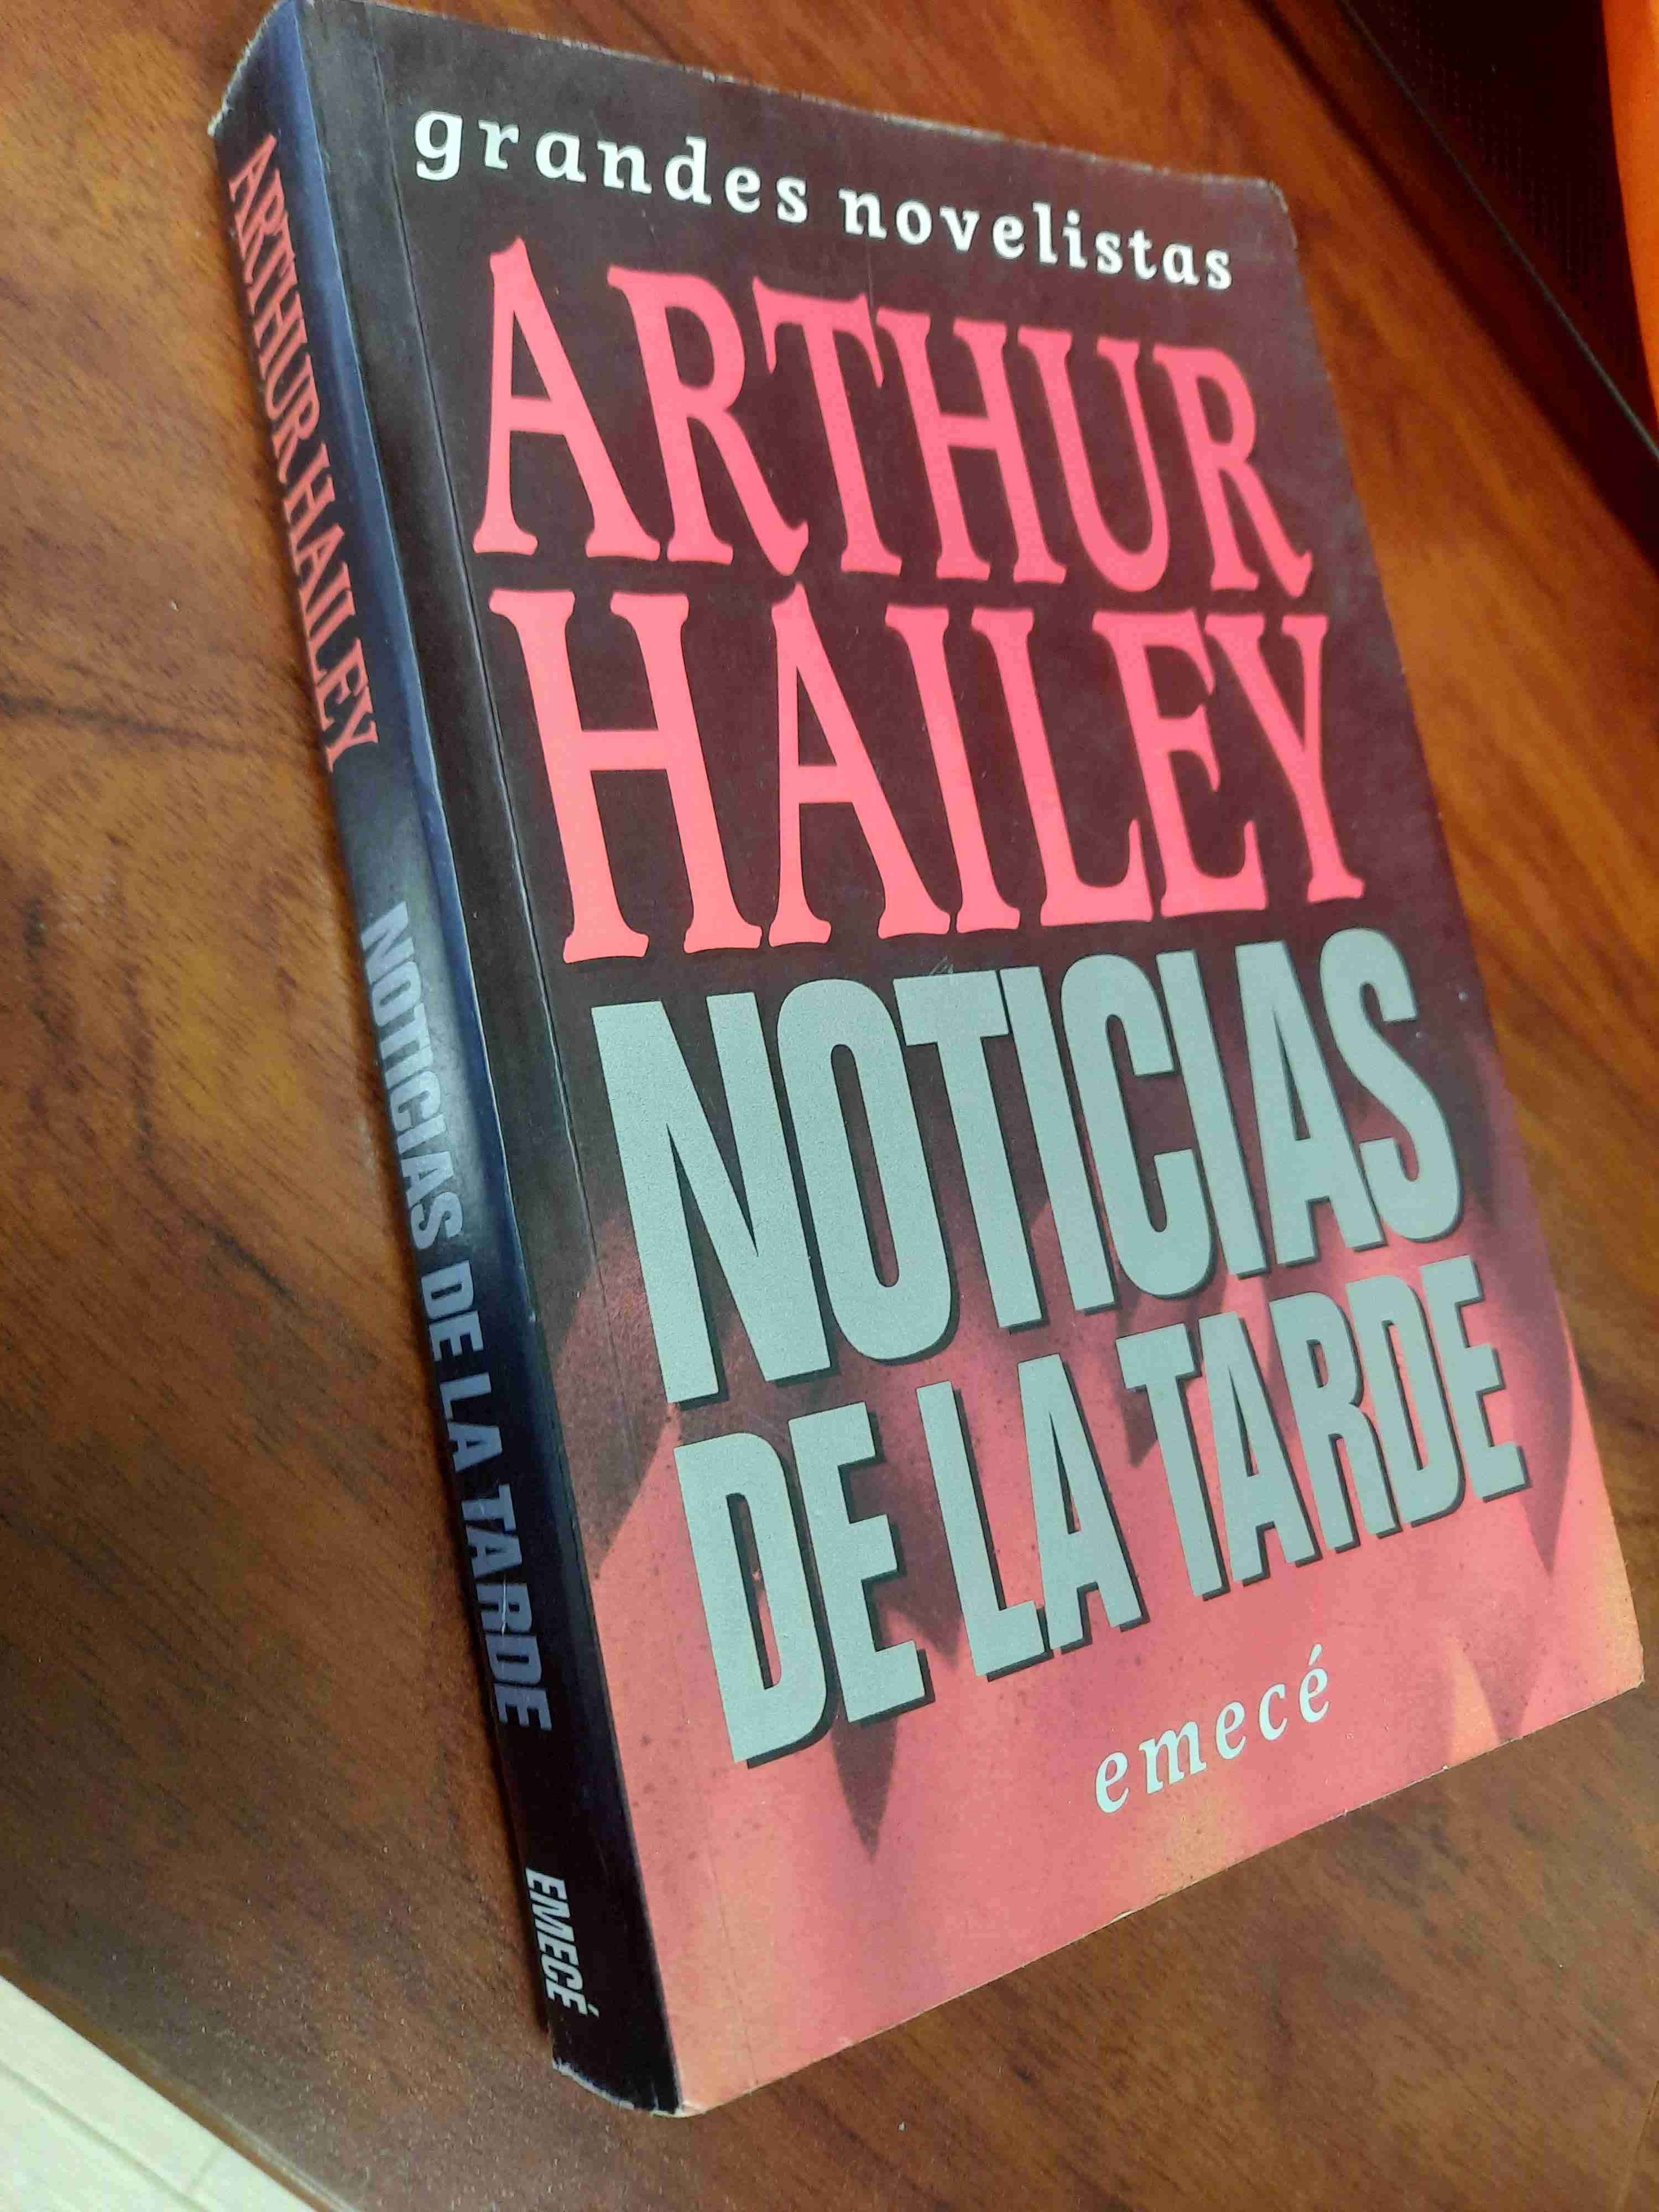 grandes novelistas
ARTHUR
HAILEY
NOTICIAS
DE LA TARDE
emecé
ARTHUR HAILEY NOTICIAS DE LA TARDE EMECÉ